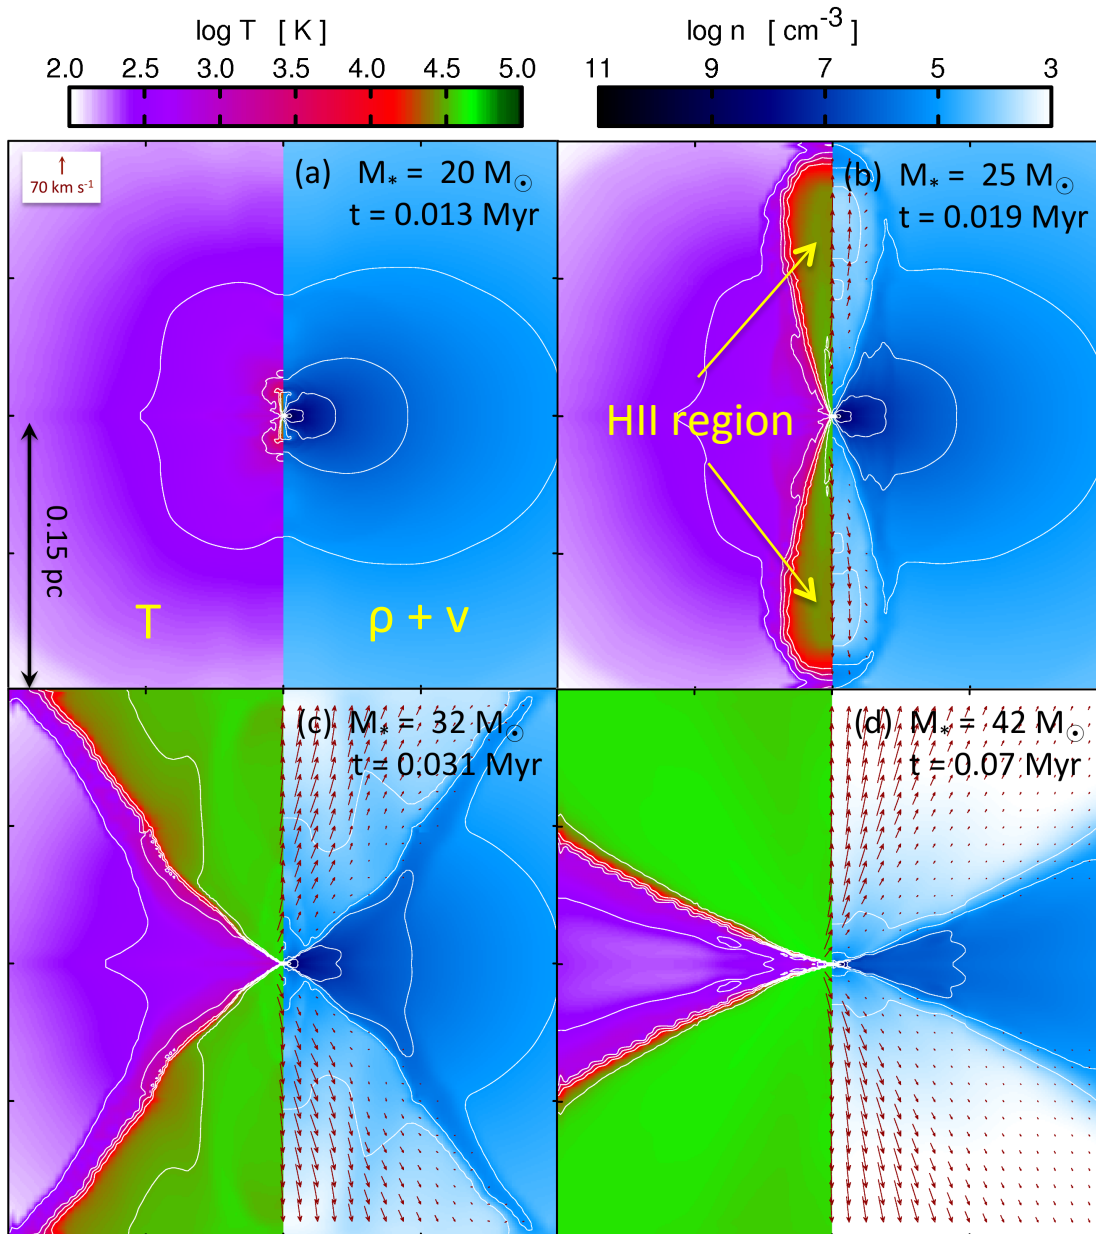 log T [ K ]
2.0 2.5 3.0 3.5 4.0 4.5 5.0
log n [ cm⁻³ ]
11 9 7 5 3
70 km s⁻¹
(a) M* = 20 M☉
t = 0.013 Myr
0.15 pc
T
ρ + v
(b) M* = 25 M☉
t = 0.019 Myr
HII region
(c) M* = 32 M☉
t = 0.031 Myr
(d) M* = 42 M☉
t = 0.07 Myr